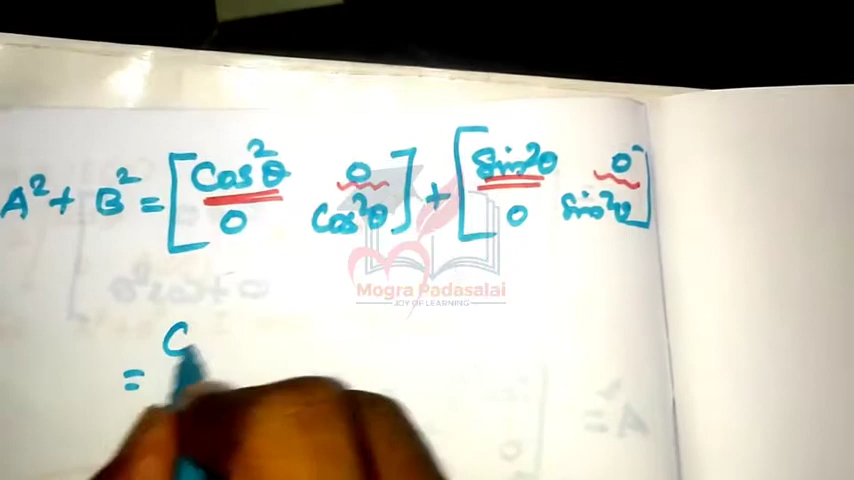 A² + B² = [cos²θ 0] + [sin²θ 0]
[0 cos²θ] [0 sin²θ]
= C
Mogra Padasalai
JOY OF LEARNING